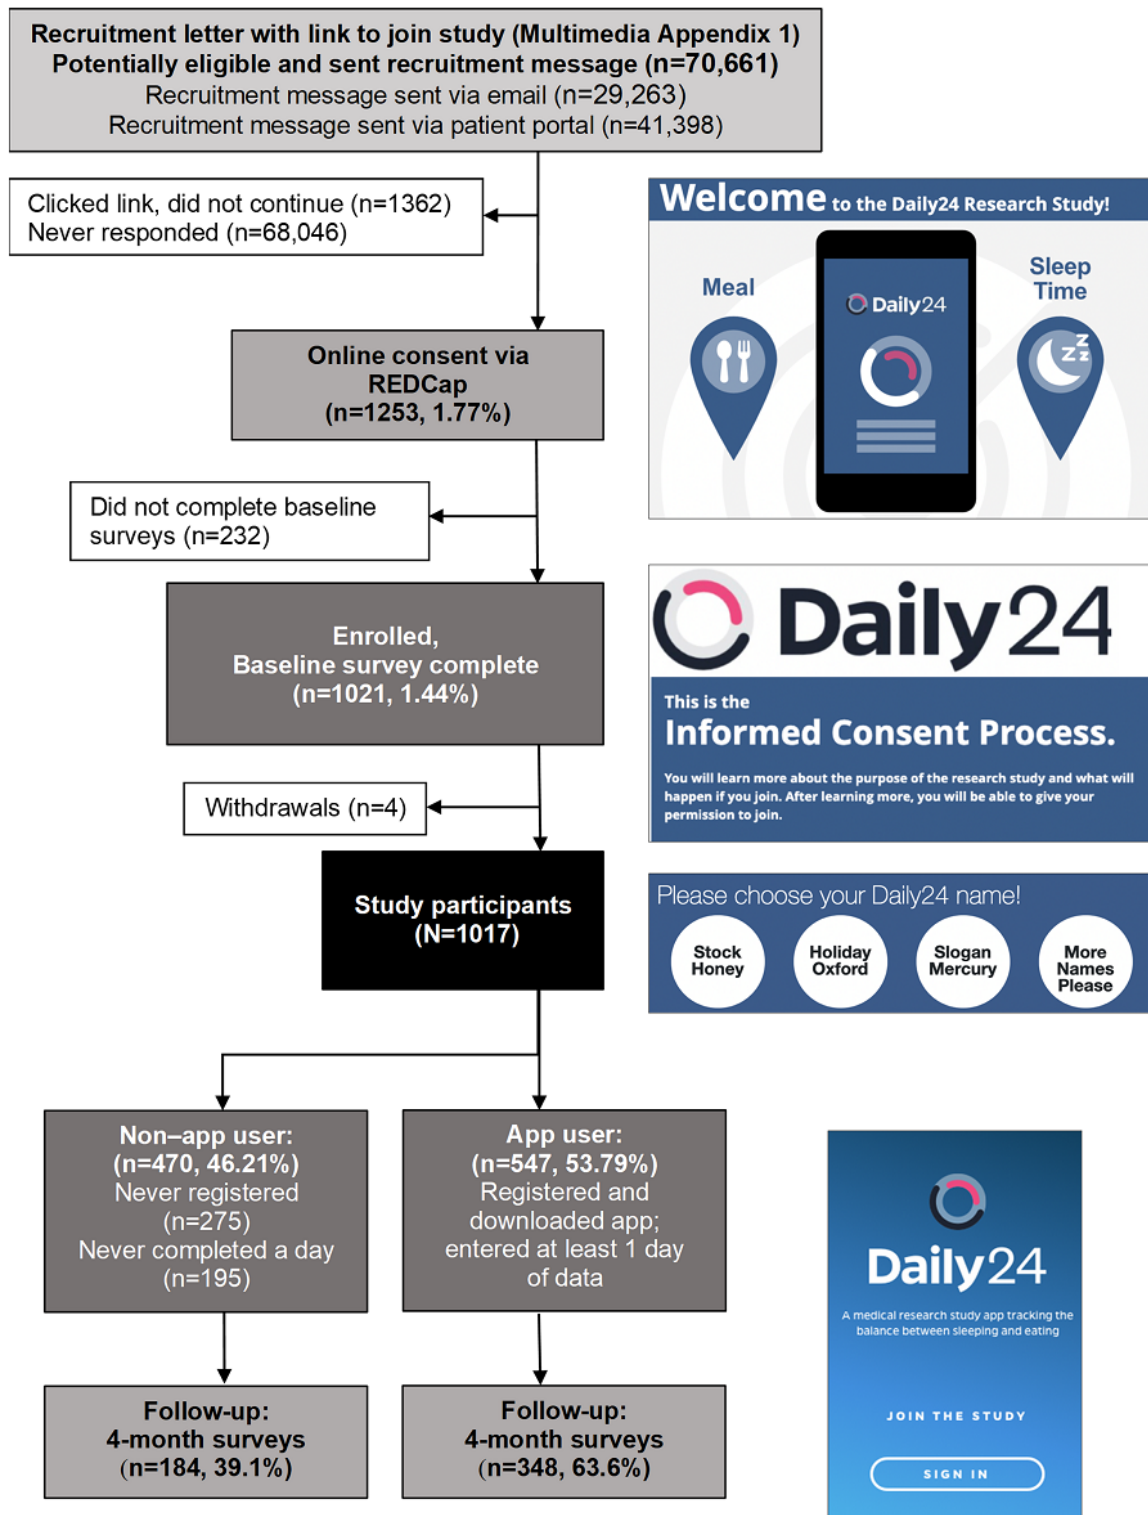 Recruitment letter with link to join study (Multimedia Appendix 1)
Potentially eligible and sent recruitment message (n=70,661)
Recruitment message sent via email (n=29,263)
Recruitment message sent via patient portal (n=41,398)
Clicked link, did not continue (n=1362)
Never responded (n=68,046)
Online consent via
REDCap
(n=1253, 1.77%)
Did not complete baseline
surveys (n=232)
Enrolled,
Baseline survey complete
(n=1021, 1.44%)
Withdrawals (n=4)
Study participants
(N=1017)
Non–app user:
(n=470, 46.21%)
Never registered
(n=275)
Never completed a day
(n=195)
App user:
(n=547, 53.79%)
Registered and
downloaded app;
entered at least 1 day
of data
Follow-up:
4-month surveys
(n=184, 39.1%)
Follow-up:
4-month surveys
(n=348, 63.6%)
Welcome to the Daily24 Research Study!
Meal
Daily24
Sleep
Time
z z z
Daily24
This is the
Informed Consent Process.
You will learn more about the purpose of the research study and what will
happen if you join. After learning more, you will be able to give your
permission to join.
Please choose your Daily24 name!
Stock
Honey
Holiday
Oxford
Slogan
Mercury
More
Names
Please
Daily24
A medical research study app tracking the
balance between sleeping and eating
JOIN THE STUDY
SIGN IN